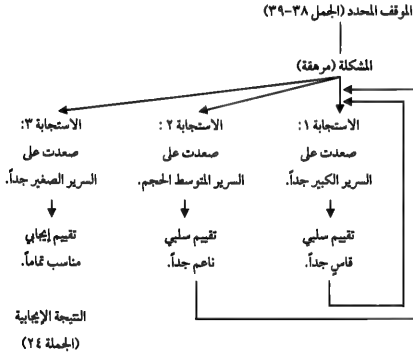 الموقف المحدد (الجمل ٣٨-٣٩)
المشكلة (مرهقة)
الاستجابة ١:
صعدت على
السرير الكبير جداً.
الاستجابة ٢:
صعدت على
السرير المتوسط الحجم.
الاستجابة ٣:
صعدت على
السرير الصغير جداً.
تقييم سلبي
قاسٍ جداً.
تقييم سلبي
ناعم جداً.
تقييم إيجابي
مناسب تماماً.
النتيجة الإيجابية
(الجملة ٢٤)